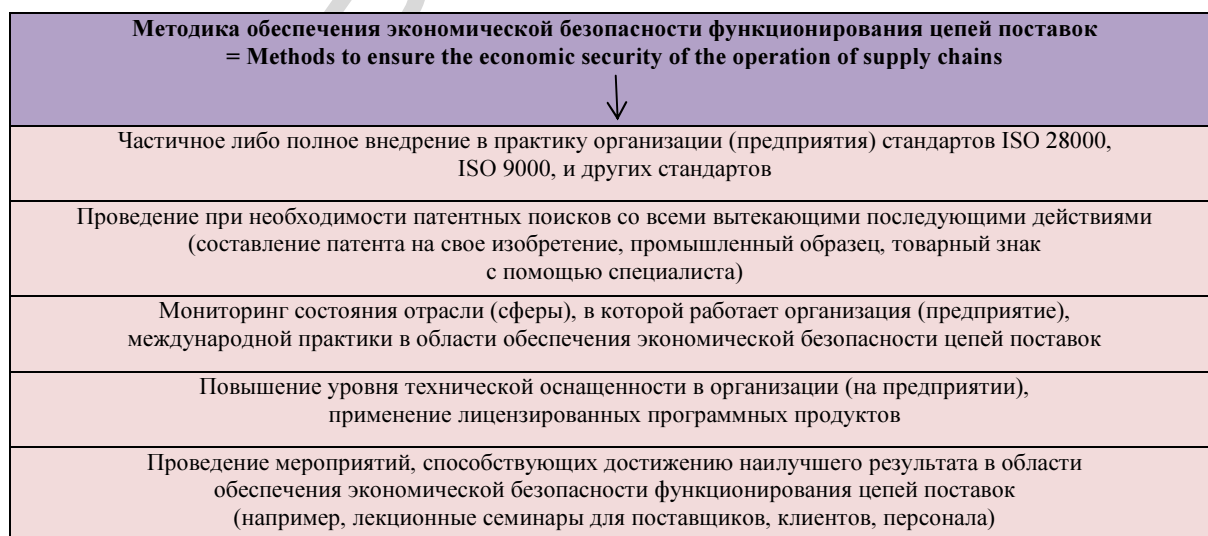 Методика обеспечения экономической безопасности функционирования цепей поставок
= Methods to ensure the economic security of the operation of supply chains
Частичное либо полное внедрение в практику организации (предприятия) стандартов ISO 28000,
ISO 9000, и других стандартов
Проведение при необходимости патентных поисков со всеми вытекающими последующими действиями
(составление патента на свое изобретение, промышленный образец, товарный знак
с помощью специалиста)
Мониторинг состояния отрасли (сферы), в которой работает организация (предприятие),
международной практики в области обеспечения экономической безопасности цепей поставок
Повышение уровня технической оснащенности в организации (на предприятии),
применение лицензированных программных продуктов
Проведение мероприятий, способствующих достижению наилучшего результата в области
обеспечения экономической безопасности функционирования цепей поставок
(например, лекционные семинары для поставщиков, клиентов, персонала)